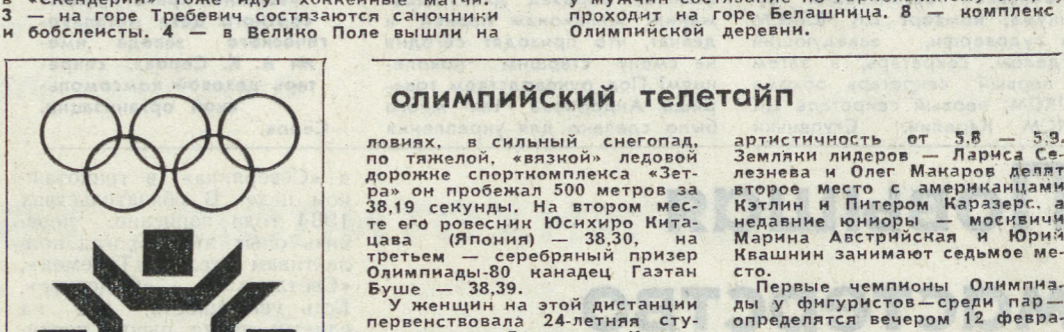 в «Скендерии» тоже идут хоккейные матчи.
3 — на горе Требевич состязаются саночники
и бобслеисты. 4 — в Велико Поле вышли на
проходит на горе Белашница. 8 — комплекс
Олимпийской деревни.
ОЛИМПИЙСКИЙ ТЕЛЕТАЙП
ловиях, в сильный снегопад,
по тяжелой, «вязкой» ледовой
дорожке спорткомплекса «Зет-
ра» он пробежал 500 метров за
38,19 секунды. На втором мес-
те его ровесник Юсихиро Кита-
цава (Япония) — 38,30, на
третьем — серебряный призер
Олимпиады-80 канадец Гаэтан
Буше — 38,39.
У женщин на этой дистанции
первенствовала 24-летняя сту-
артистичность от 5,8 — 5,9.
Земляки лидеров — Лариса Се-
лезнева и Олег Макаров делят
второе место с американцами
Кэтлин и Питером Каразерс, а
недавние юниоры — москвичи
Марина Австрийская и Юрий
Квашнин занимают седьмое ме-
сто.
Первые чемпионы Олимпиа-
ды у фигуристов — среди пар —
определятся вечером 12 февра-